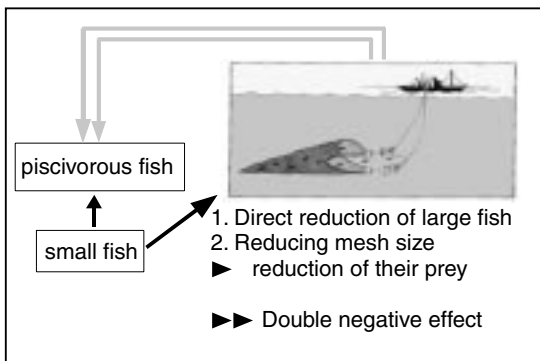 piscivorous fish
small fish
1. Direct reduction of large fish
2. Reducing mesh size
► reduction of their prey
►► Double negative effect